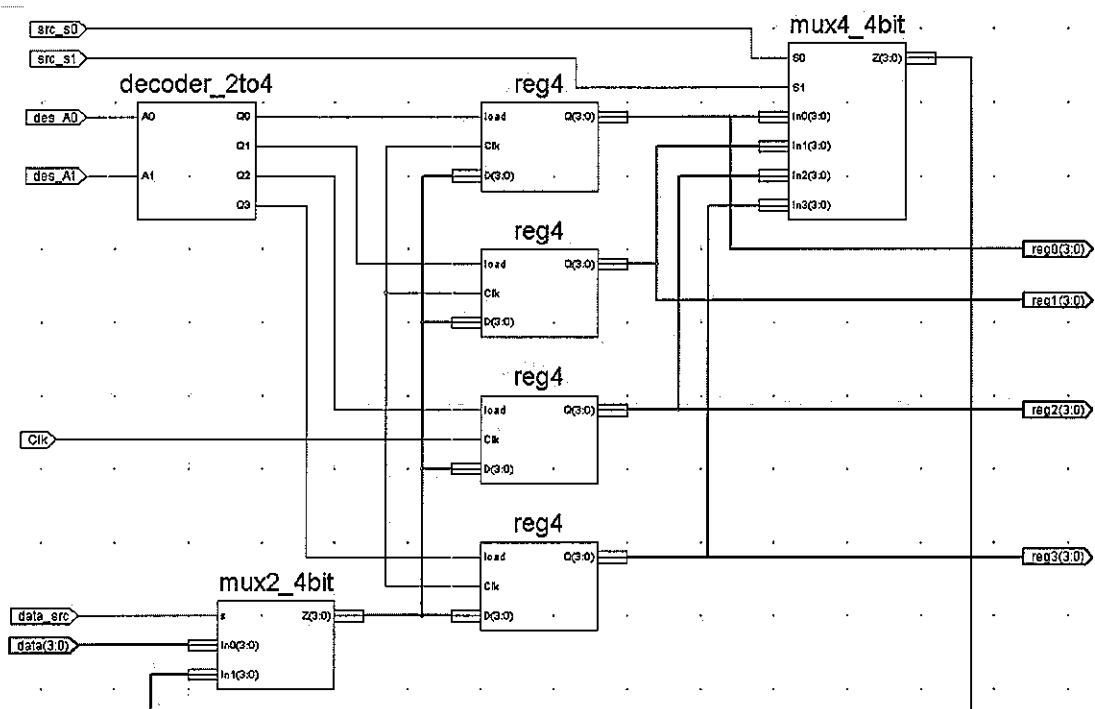 src_s0
src_s1
des_A0
des_A1
Clk
data_src
data(3:0)
decoder_2to4
A0
A1
Q0
Q1
Q2
Q3
reg4
load
Clk
D(3:0)
Q(3:0)
reg4
load
Clk
D(3:0)
Q(3:0)
reg4
load
Clk
D(3:0)
Q(3:0)
reg4
load
Clk
D(3:0)
Q(3:0)
mux2_4bit
s
In0(3:0)
In1(3:0)
Z(3:0)
mux4_4bit
S0
S1
In0(3:0)
In1(3:0)
In2(3:0)
In3(3:0)
Z(3:0)
reg0(3:0)
reg1(3:0)
reg2(3:0)
reg3(3:0)